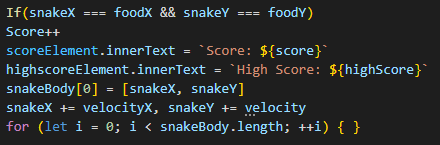 If(snakeX === foodX && snakeY === foodY)
Score++
scoreElement.innerText = `Score: ${score}`
highscoreElement.innerText = `High Score: ${highScore}`
snakeBody[0] = [snakeX, snakeY]
snakeX += velocityX, snakeY += velocity
for (let i = 0; i < snakeBody.length; ++i) { }